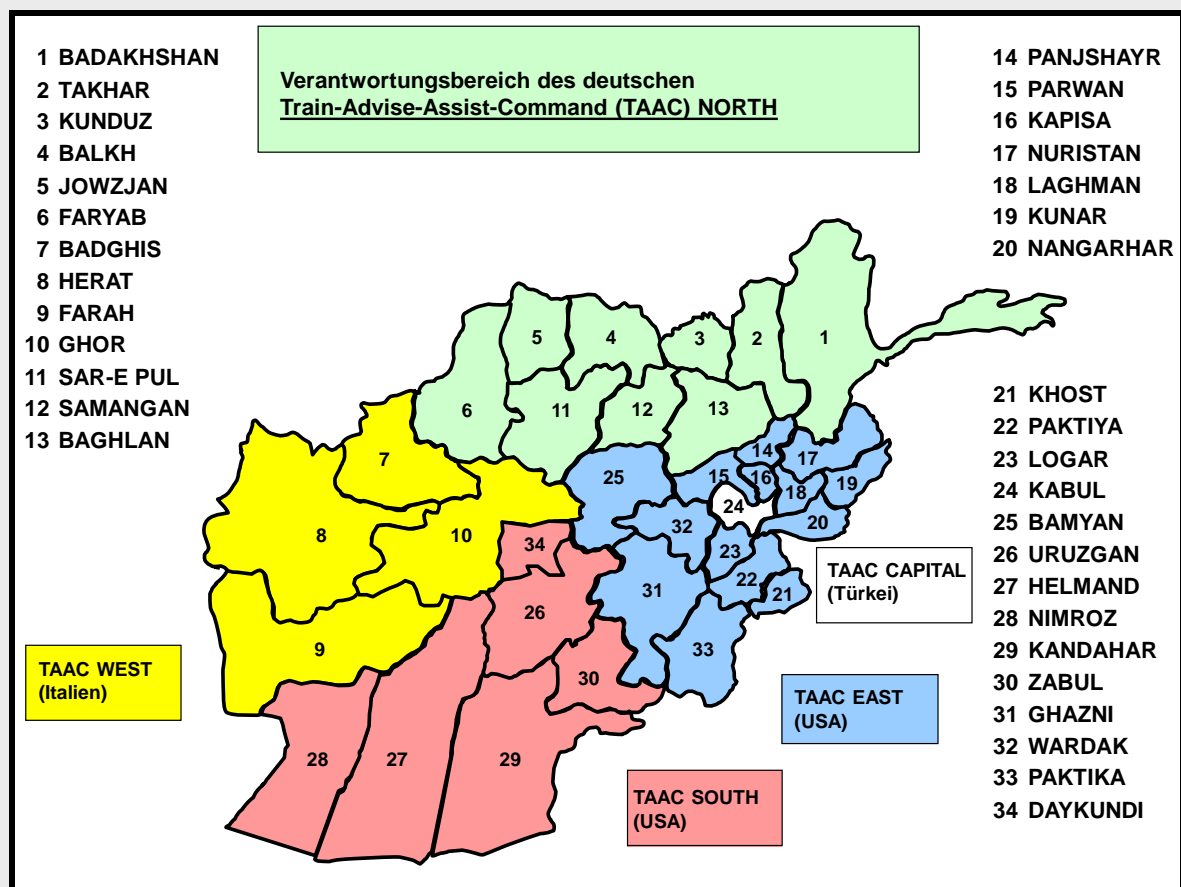 1 BADAKHSHAN
2 TAKHAR
3 KUNDUZ
4 BALKH
5 JOWZJAN
6 FARYAB
7 BADGHIS
8 HERAT
9 FARAH
10 GHOR
11 SAR-E PUL
12 SAMANGAN
13 BAGHLAN
Verantwortungsbereich des deutschen
Train-Advise-Assist-Command (TAAC) NORTH
14 PANJSHAYR
15 PARWAN
16 KAPISA
17 NURISTAN
18 LAGHMAN
19 KUNAR
20 NANGARHAR
21 KHOST
22 PAKTIYA
23 LOGAR
24 KABUL
25 BAMYAN
26 URUZGAN
27 HELMAND
28 NIMROZ
29 KANDAHAR
30 ZABUL
31 GHAZNI
32 WARDAK
33 PAKTIKA
34 DAYKUNDI
5
4
3
2
1
6
11
12
13
7
25
15
14
16
17
18
19
20
24
8
10
34
32
23
22
21
31
26
9
33
30
28
27
29
TAAC CAPITAL
(Türkei)
TAAC WEST
(Italien)
TAAC EAST
(USA)
TAAC SOUTH
(USA)